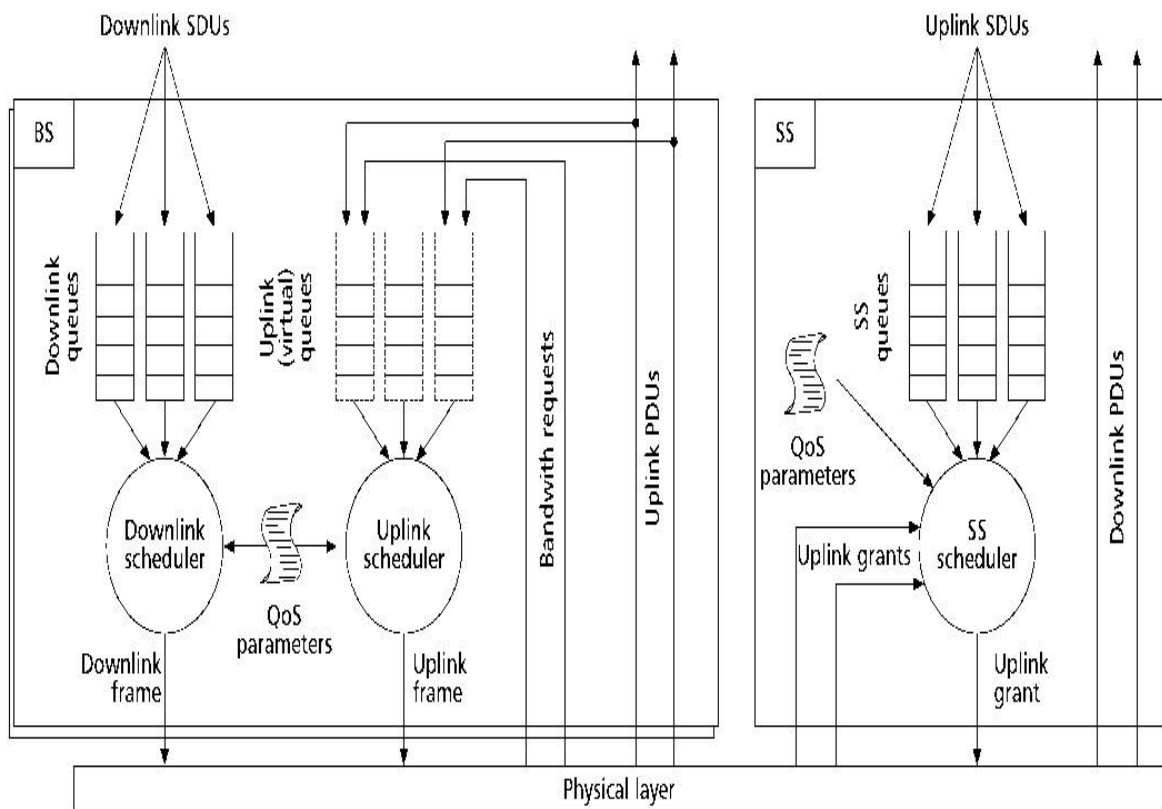 Downlink SDUs
Uplink SDUs
BS
SS
Downlink
queues
Uplink
(virtual)
queues
Bandwith requests
Uplink PDUs
SS
queues
Downlink PDUs
QoS
parameters
Downlink
scheduler
Uplink
scheduler
QoS
parameters
SS
scheduler
Uplink grants
Downlink
frame
Uplink
frame
Uplink
grant
Physical layer